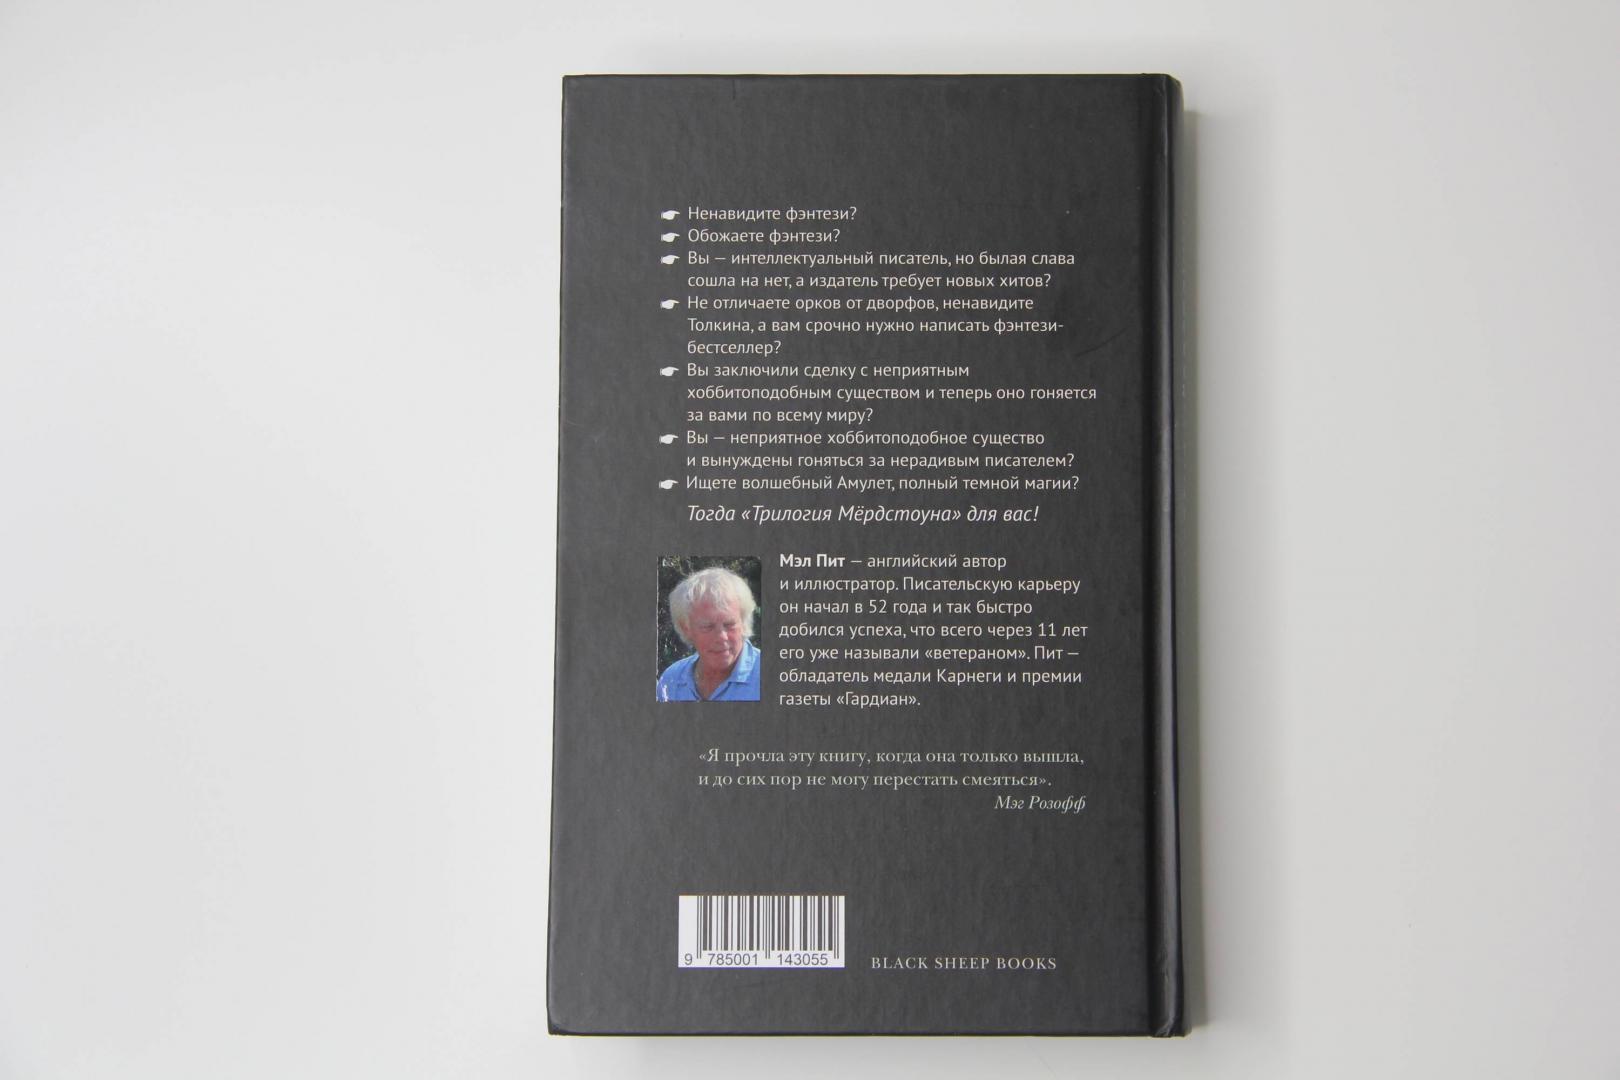 Ненавидите фэнтези?
Обожаете фэнтези?
Вы — интеллектуальный писатель, но былая слава
сошла на нет, а издатель требует новых хитов?
Не отличаете орков от дворфов, ненавидите
Толкина, а вам срочно нужно написать фэнтези-
бестселлер?
Вы заключили сделку с неприятным
хоббитоподобным существом и теперь оно гоняется
за вами по всему миру?
Вы — неприятное хоббитоподобное существо
и вынуждены гоняться за нерадивым писателем?
Ищете волшебный Амулет, полный темной магии?
Тогда «Трилогия Мёрдстоуна» для вас!
Мэл Пит — английский автор
и иллюстратор. Писательскую карьеру
он начал в 52 года и так быстро
добился успеха, что всего через 11 лет
его уже называли «ветераном». Пит —
обладатель медали Карнеги и премии
газеты «Гардиан».
«Я прочла эту книгу, когда она только вышла,
и до сих пор не могу перестать смеяться».
Мэг Розофф
9 785001 143055
BLACK SHEEP BOOKS